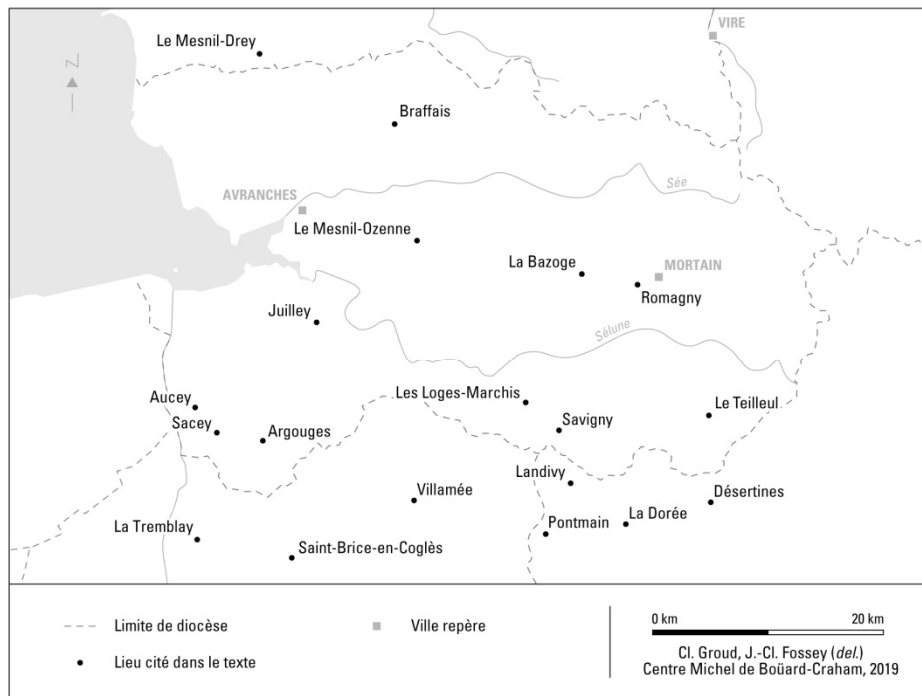 Le Mesnil-Drey
VIRE
N
Braffais
Sée
AVRANCHES
Le Mesnil-Ozenne
La Bazoge
MORTAIN
Romagny
Juilley
Sélune
Les Loges-Marchis
Aucey
Le Teilleul
Sacey
Argouges
Savigny
Landivy
Villamée
Désertines
La Tremblay
Pontmain
La Dorée
Saint-Brice-en-Coglès
Limite de diocèse
Ville repère
0 km
20 km
Lieu cité dans le texte
Cl. Groud, J.-Cl. Fossey (del.)
Centre Michel de Boüard-Craham, 2019